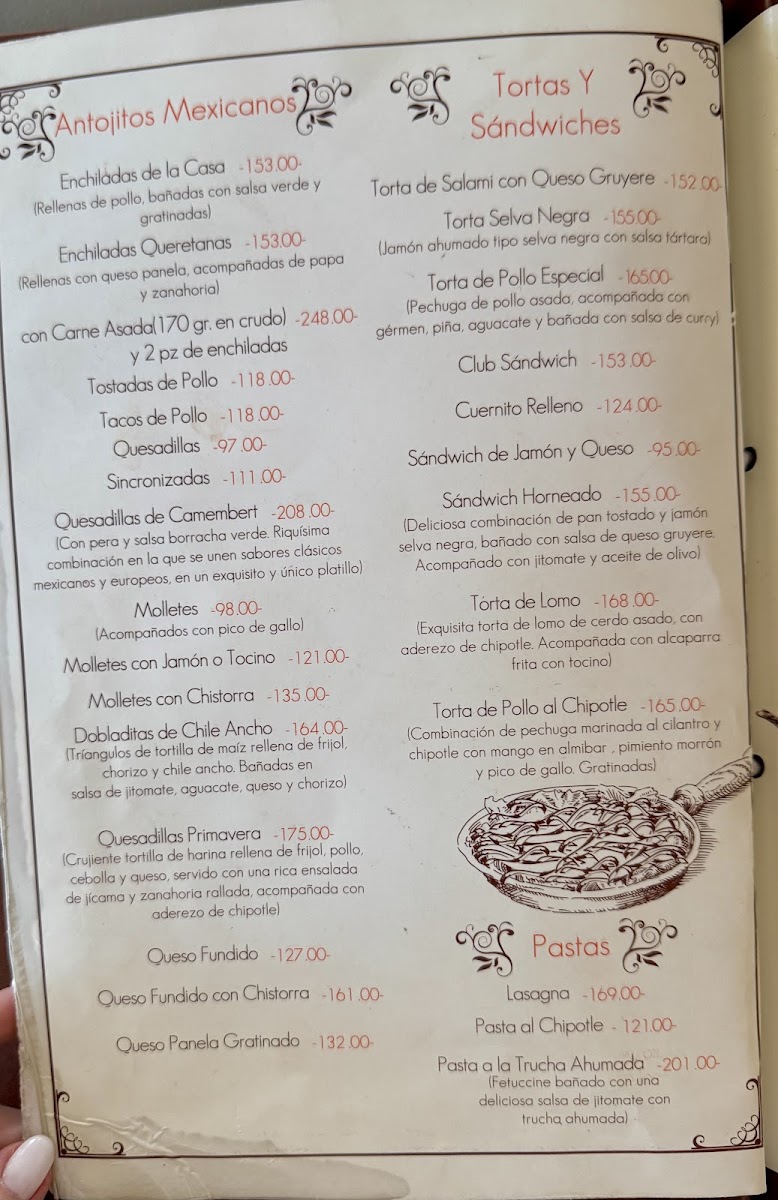 Antojitos Mexicanos
Enchiladas de la Casa -153.00-
(Rellenas de pollo, bañadas con salsa verde y
gratinadas)
Enchiladas Queretanas -153.00-
(Rellenas con queso panela, acompañadas de papa
y zanahoria)
con Carne Asada(170 gr. en crudo) -248.00-
y 2 pz de enchiladas
Tostadas de Pollo -118.00-
Tacos de Pollo -118.00-
Quesadillas -97.00-
Sincronizadas -111.00-
Quesadillas de Camembert -208.00-
(Con pera y salsa borracha verde. Riquísima
combinación en la que se unen sabores clásicos
mexicanos y europeos, en un exquisito y único platillo)
Molletes -98.00-
(Acompañados con pico de gallo)
Molletes con Jamón o Tocino -121.00-
Molletes con Chistorra -135.00-
Dobladitas de Chile Ancho -164.00-
(Tríangulos de tortilla de maíz rellena de frijol,
chorizo y chile ancho. Bañadas en
salsa de jitomate, aguacate, queso y chorizo)
Quesadillas Primavera -175.00-
(Crujiente tortilla de harina rellena de frijol, pollo,
cebolla y queso, servido con una rica ensalada
de jícama y zanahoria rallada, acompañada con
aderezo de chipotle)
Queso Fundido -127.00-
Queso Fundido con Chistorra -161.00-
Queso Panela Gratinado -132.00-
Tortas Y
Sándwiches
Torta de Salami con Queso Gruyere -152.00-
Torta Selva Negra -155.00-
(Jamón ahumado tipo selva negra con salsa tártara)
Torta de Pollo Especial -165.00-
(Pechuga de pollo asada, acompañada con
gérmen, piña, aguacate y bañada con salsa de curry)
Club Sándwich -153.00-
Cuernito Relleno -124.00-
Sándwich de Jamón y Queso -95.00-
Sándwich Horneado -155.00-
(Deliciosa combinación de pan tostado y jamón
selva negra, bañado con salsa de queso gruyere.
Acompañado con jitomate y aceite de olivo)
Torta de Lomo -168.00-
(Exquisita torta de lomo de cerdo asado, con
aderezo de chipotle. Acompañada con alcaparra
frita con tocino)
Torta de Pollo al Chipotle -165.00-
(Combinación de pechuga marinada al cilantro y
chipotle con mango en almibar , pimiento morrón
y pico de gallo. Gratinadas)
Pastas
Lasagna -169.00-
Pasta al Chipotle - 121.00-
Pasta a la Trucha Ahumada -201.00-
(Fetuccine bañado con una
deliciosa salsa de jitomate con
trucha ahumada)